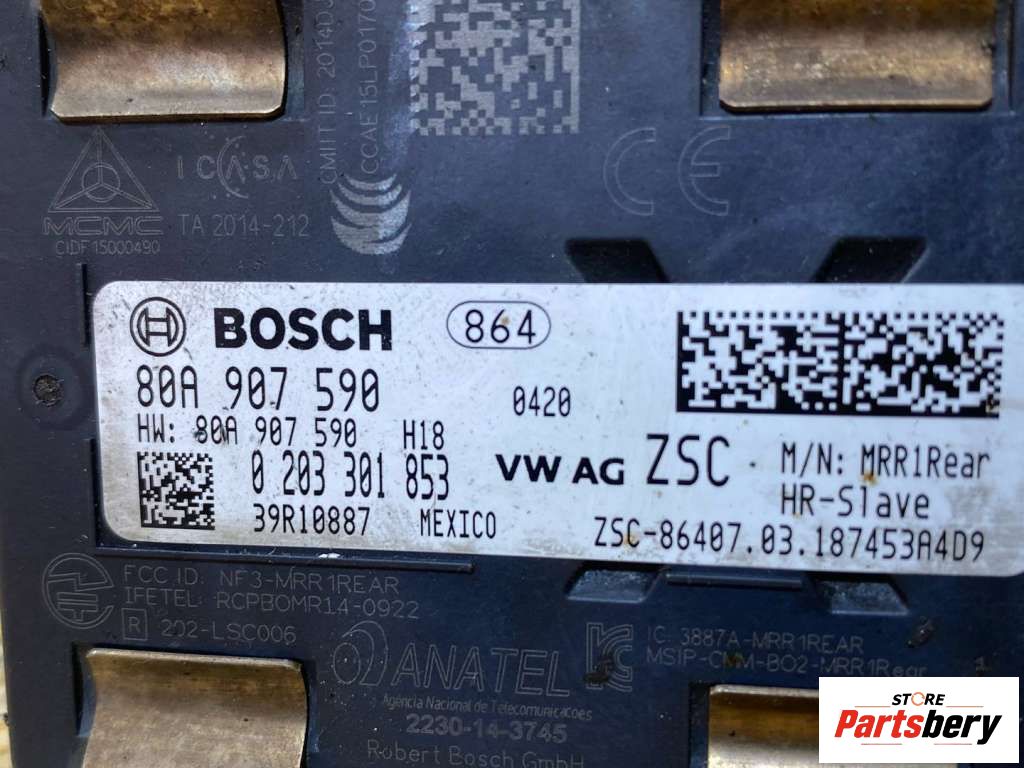 CMIIT ID: 2014DJ
CCAE15LP0170
ICASA
TA 2014-212
MCMC
CIDF15000490
CE
BOSCH 864
80A 907 590 0420
HW: 80A 907 590 H18
0 203 301 853 VW AG ZSC M/N: MRR1Rear
HR-Slave
39R10887 MEXICO ZSC-86407.03.187453A4D9
FCC ID: NF3-MRR1REAR
IFETEL: RCPBOMR14-0922
R 202-LSC006
ANATEL
Agência Nacional de Telecomunicações
2230-14-3745
Robert Bosch GmbH
IC: 3887A-MRR1REAR
MSIP-CMM-BO2-MRR1Rear
STORE
Partsbery